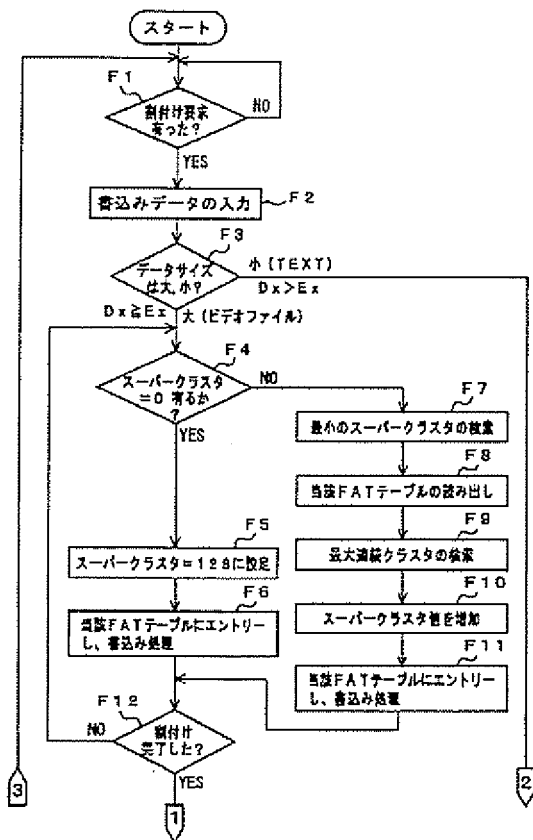 スタート
F1
割付け要求
有った?
NO
YES
書込みデータの入力
F2
F3
データサイズ
は大,小?
小(TEXT)
Dx>Ex
Dx≧Ex
大(ビデオファイル)
F4
スーパークラスタ
=0 有るか
?
NO
YES
F7
最小のスーパークラスタの検索
F8
当該FATテーブルの読み出し
F9
最大連続クラスタの検索
F10
スーパークラスタ値を増加
F11
当該FATテーブルにエントリー
し、書込み処理
F5
スーパークラスタ=128に設定
F6
当該FATテーブルにエントリー
し、書込み処理
F12
割付け
完了した?
NO
YES
3
1
2